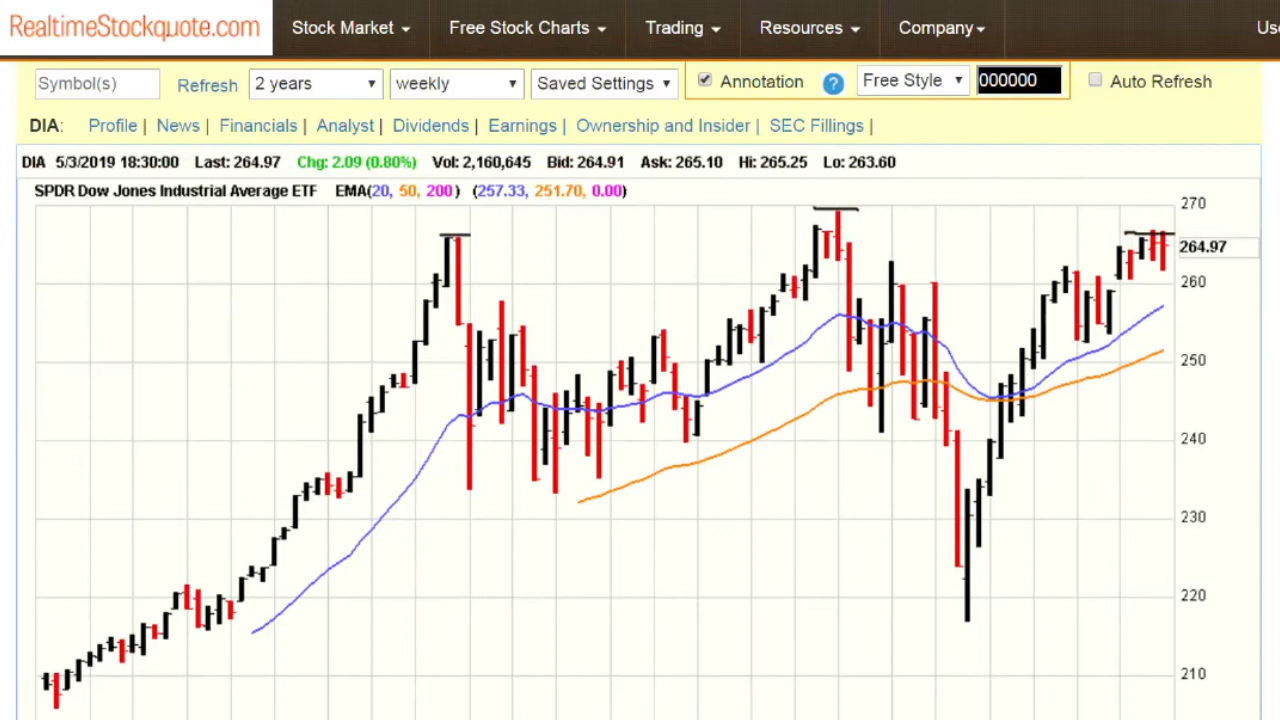 RealtimeStockquote.com Stock Market Free Stock Charts Trading Resources Company Use
Symbol(s) Refresh 2 years weekly Saved Settings Annotation ? Free Style 000000 Auto Refresh
DIA: Profile | News | Financials | Analyst | Dividends | Earnings | Ownership and Insider | SEC Fillings |
DIA 5/3/2019 18:30:00 Last: 264.97 Chg: 2.09 (0.80%) Vol: 2,160,645 Bid: 264.91 Ask: 265.10 Hi: 265.25 Lo: 263.60
SPDR Dow Jones Industrial Average ETF EMA(20, 50, 200) (257.33, 251.70, 0.00)
270
264.97
260
250
240
230
220
210